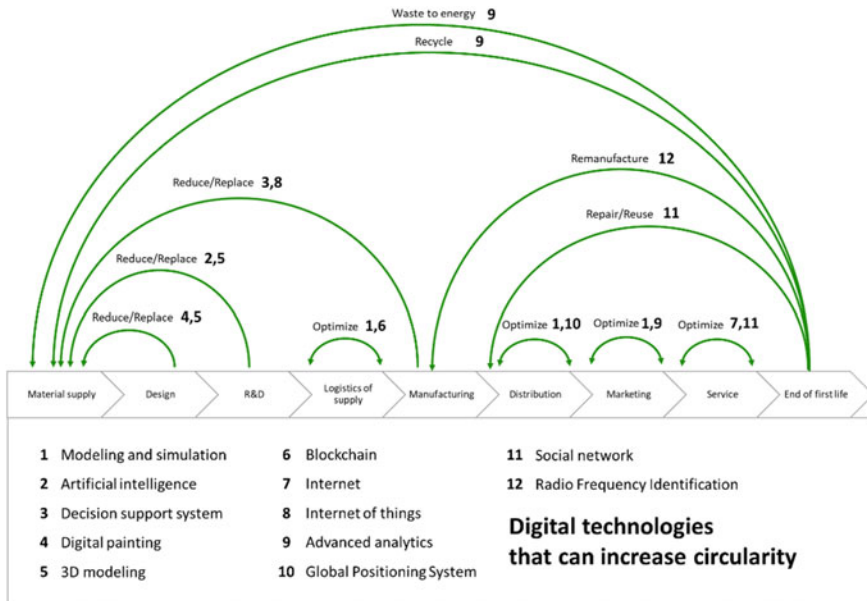 Waste to energy 9
Recycle 9
Remanufacture 12
Reduce/Replace 3,8
Repair/Reuse 11
Reduce/Replace 2,5
Reduce/Replace 4,5
Optimize 1,6
Optimize 1,10
Optimize 1,9
Optimize 7,11
Material supply
Design
R&D
Logistics of
supply
Manufacturing
Distribution
Marketing
Service
End of first life
1 Modeling and simulation
2 Artificial intelligence
3 Decision support system
4 Digital painting
5 3D modeling
6 Blockchain
7 Internet
8 Internet of things
9 Advanced analytics
10 Global Positioning System
11 Social network
12 Radio Frequency Identification
Digital technologies
that can increase circularity